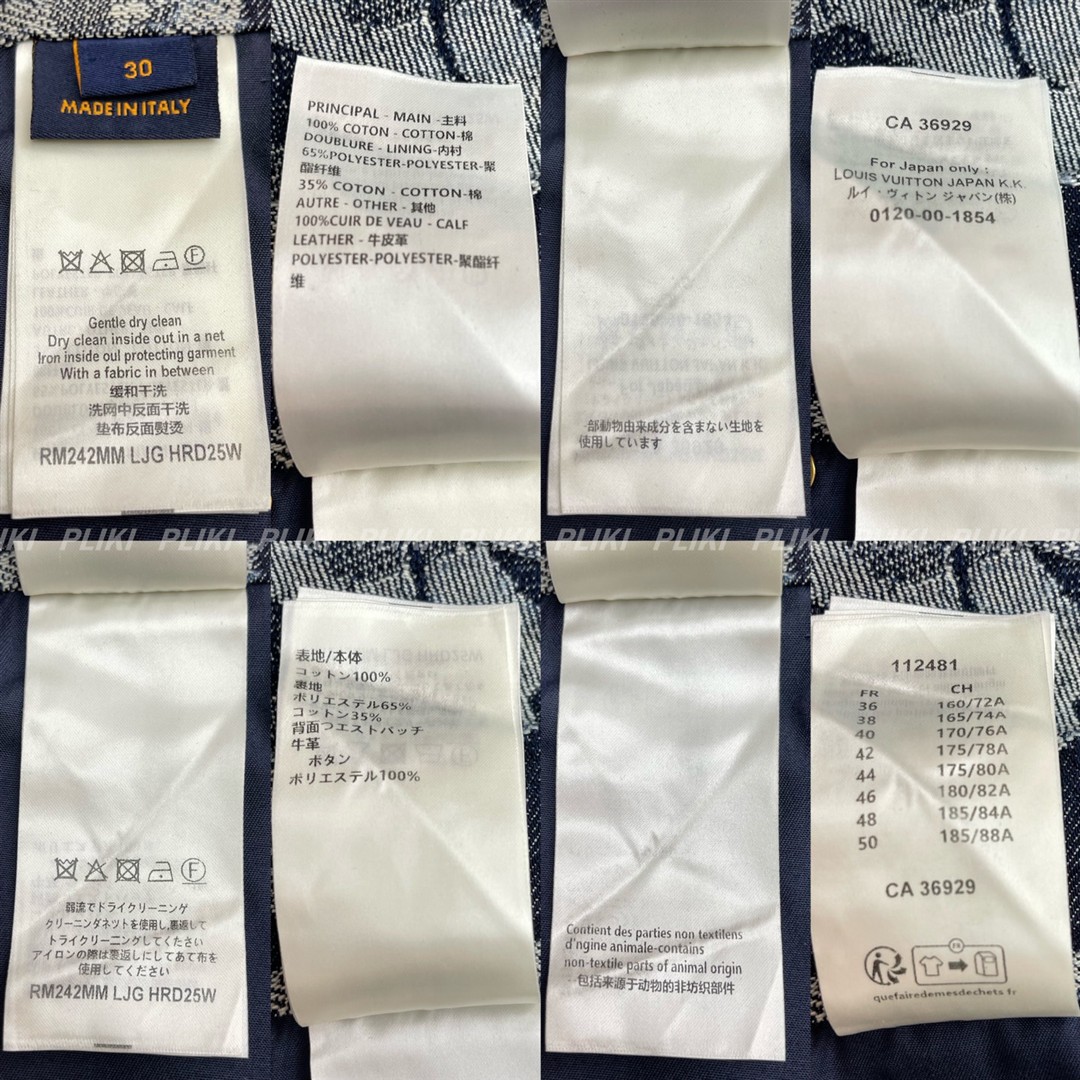 30
MADE IN ITALY
Gentle dry clean
Dry clean inside out in a net
Iron inside oul protecting garment
With a fabric in between
缓和干洗
洗网中反面干洗
垫布反面熨烫
RM242MM LJG HRD25W
PRINCIPAL - MAIN -主料
100% COTON - COTTON-棉
DOUBLURE - LINING-内衬
65%POLYESTER-POLYESTER-聚
酯纤维
35% COTON - COTTON-棉
AUTRE - OTHER - 其他
100%CUIR DE VEAU - CALF
LEATHER - 牛皮革
POLYESTER-POLYESTER-聚酯纤
维
部動物由来成分を含まない生地を
使用しています
CA 36929
For Japan only :
LOUIS VUITTON JAPAN K.K.
ルイ・ヴィトン ジャパン(株)
0120-00-1854
PLIKI PLIKI PLIKI PLIKI PLIKI PLIKI PLIKI PLIKI PLIKI PLIKI
F
弱流でドライクリーニンゲ
クリーニンダネットを使用し,裏返して
トライクリーニングしてください
アイロンの際は裏返しにしてあて布を
使用してください
RM242MM LJG HRD25W
表地/本体
コットン100%
裏地
ポリエステル65%
コットン35%
背面つエストバッチ
牛革
ボタン
ポリエステル100%
Contient des parties non textilens
d'ngine animale-contains
non-textile parts of animal origin
包括来源于动物的非纺织部件
112481
FR CH
36 160/72A
38 165/74A
40 170/76A
42 175/78A
44 175/80A
46 180/82A
48 185/84A
50 185/88A
CA 36929
FR
quefairedemesdechets.fr